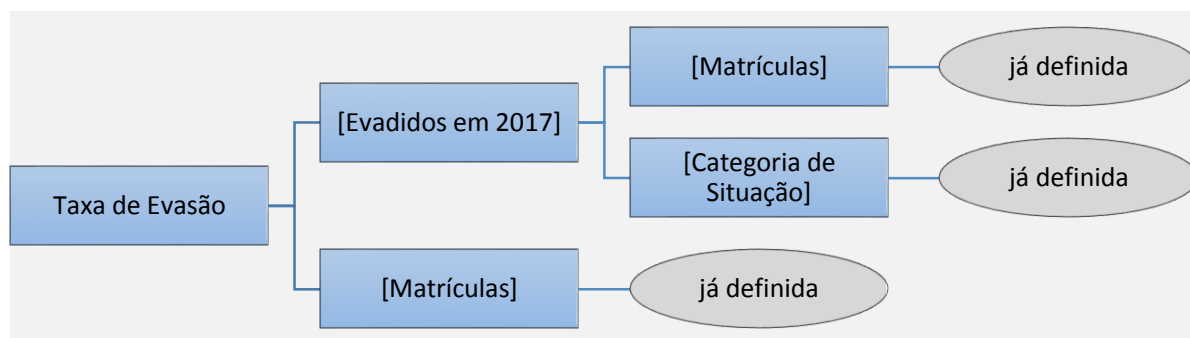 [Matrículas]
já definida
[Evadidos em 2017]
[Categoria de
Situação]
já definida
Taxa de Evasão
[Matrículas]
já definida